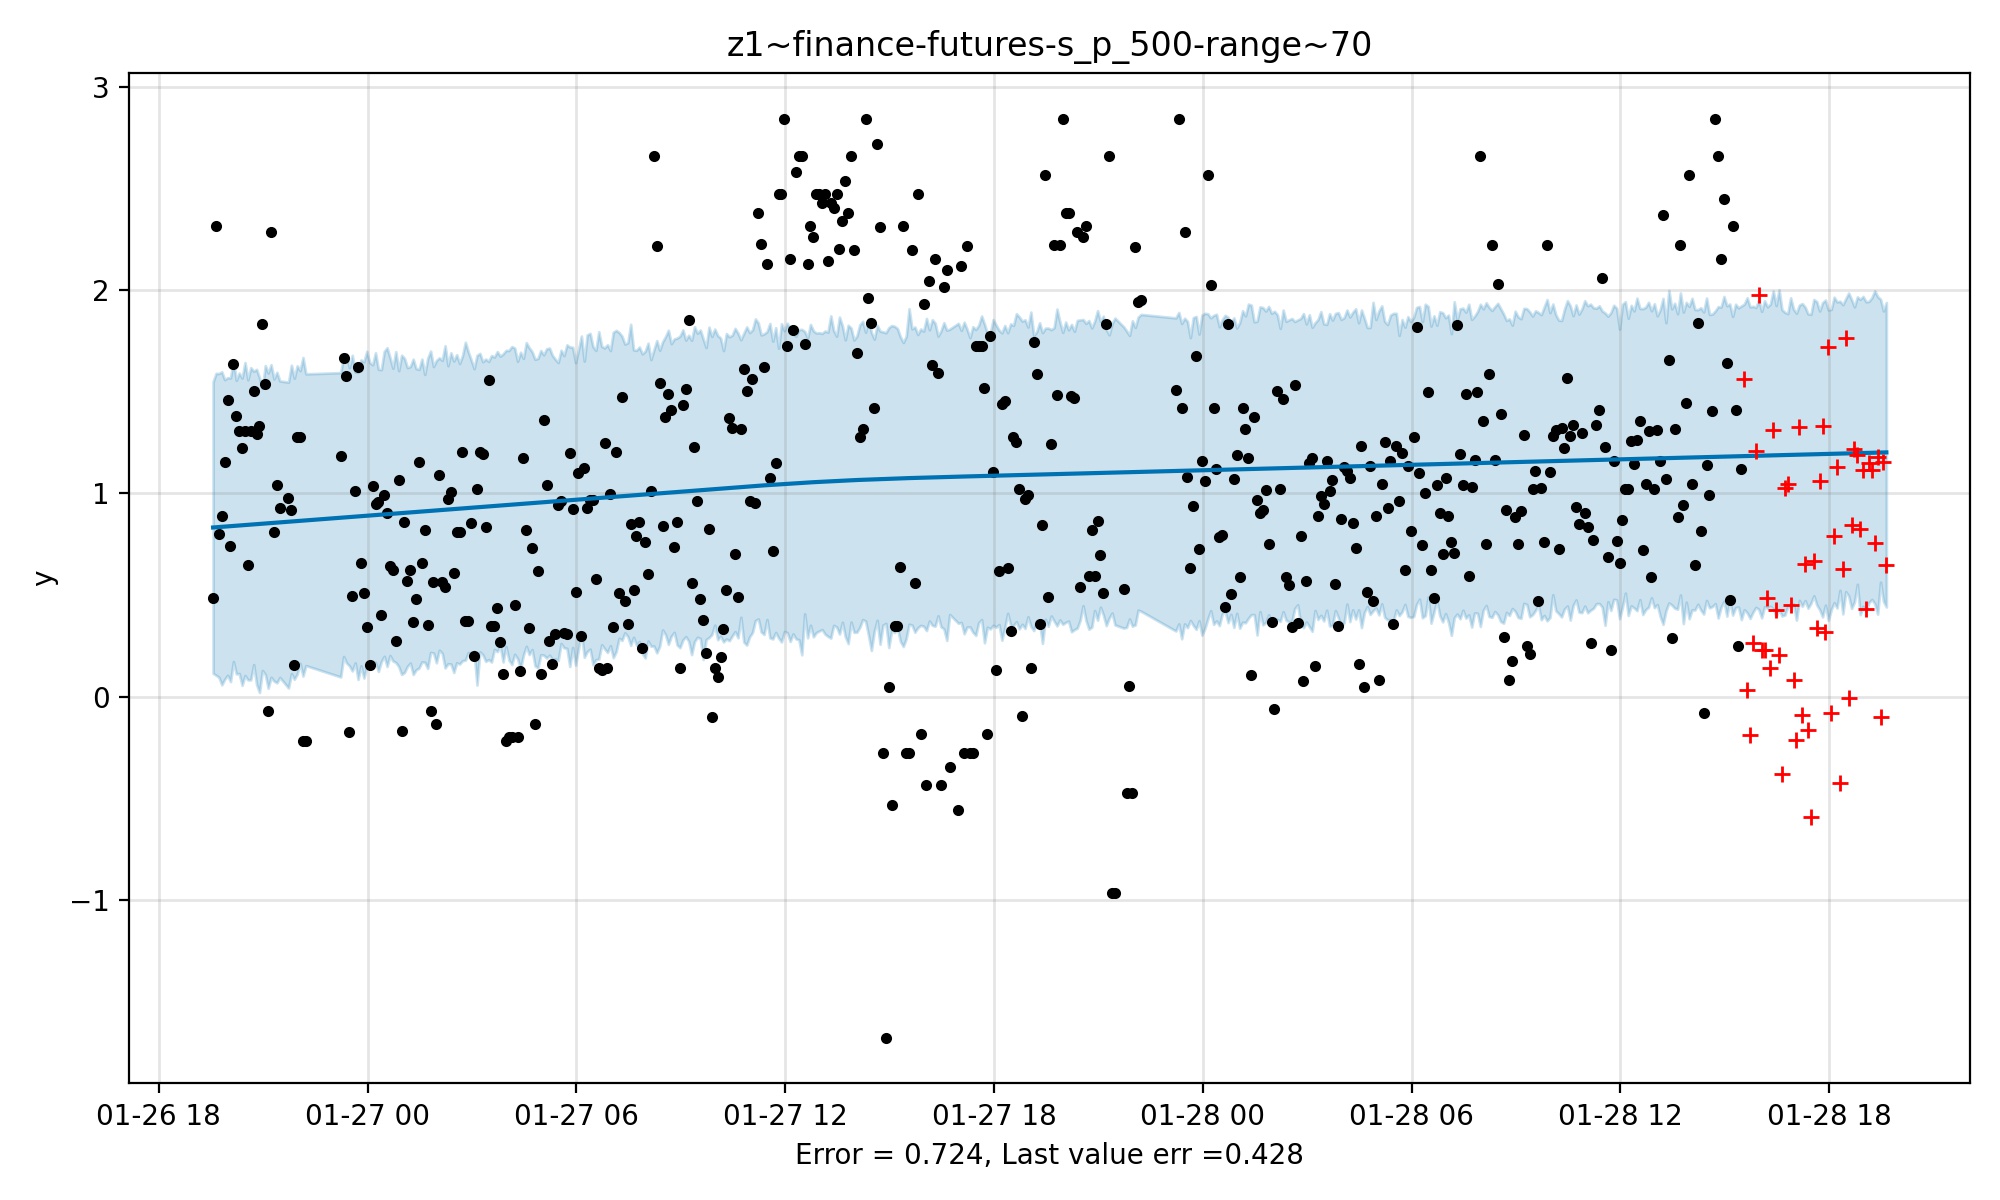 z1~finance-futures-s_p_500-range~70
3
2
1
0
−1
y
01-26 18 01-27 00 01-27 06 01-27 12 01-27 18 01-28 00 01-28 06 01-28 12 01-28 18
Error = 0.724, Last value err =0.428